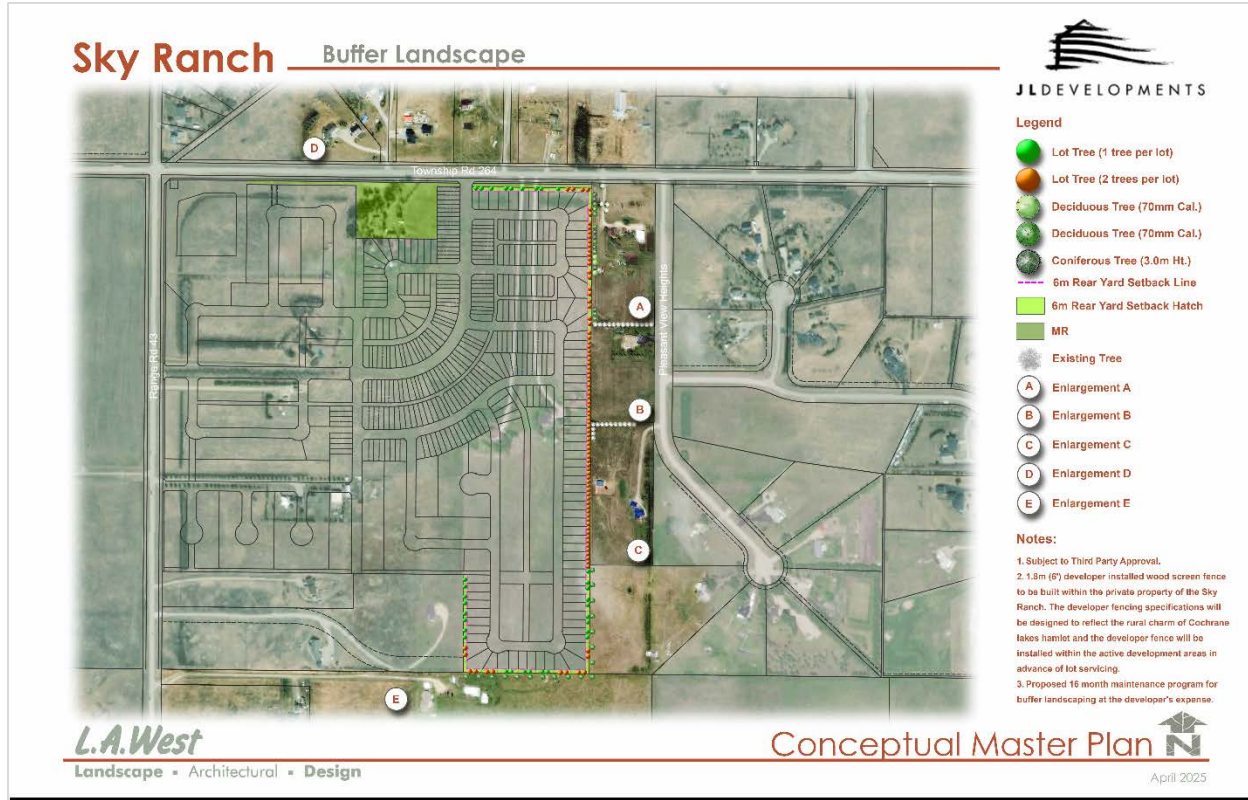 Sky Ranch
Buffer Landscape
JLDEVELOPMENTS
Legend
Lot Tree (1 tree per lot)
Lot Tree (2 trees per lot)
Deciduous Tree (70mm Cal.)
Deciduous Tree (70mm Cal.)
Coniferous Tree (3.0m Ht.)
6m Rear Yard Setback Line
6m Rear Yard Setback Hatch
MR
Existing Tree
A Enlargement A
B Enlargement B
C Enlargement C
D Enlargement D
E Enlargement E
Notes:
1. Subject to Third Party Approval.
2. 1.8m (6') developer installed wood screen fence
to be built within the private property of the Sky
Ranch. The developer fencing specifications will
be designed to reflect the rural charm of Cochrane
lakes hamlet and the developer fence will be
installed within the active development areas in
advance of lot servicing.
3. Proposed 16 month maintenance program for
buffer landscaping at the developer's expense.
D
Township Rd 264
Range Rd 43
Pleasant View Heights
A
B
C
E
L.A.West
Landscape - Architectural - Design
Conceptual Master Plan
N
April 2025